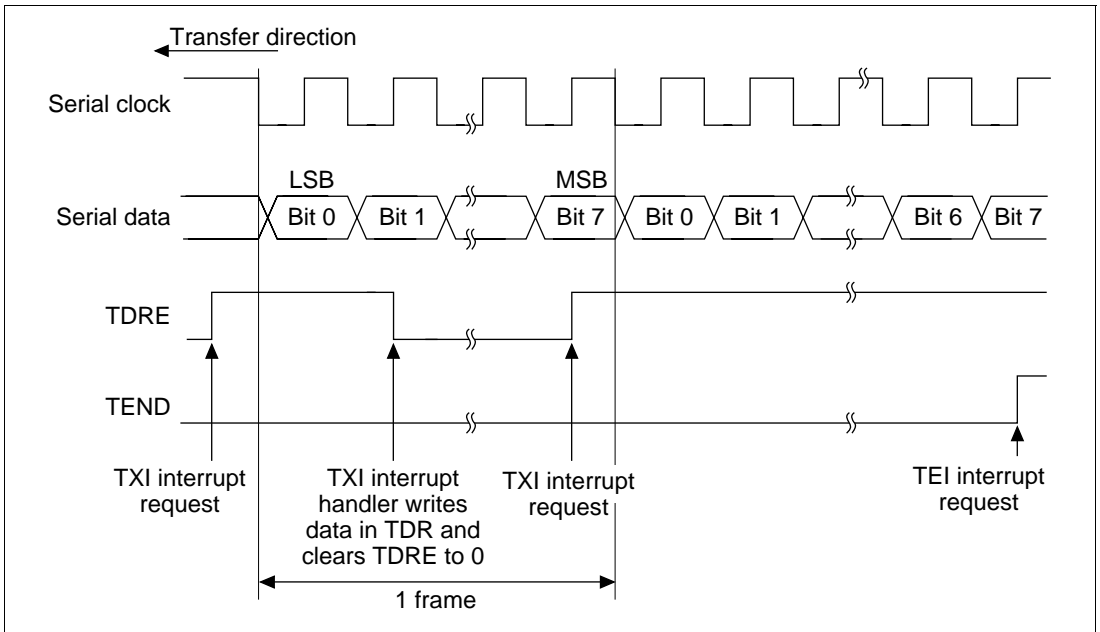 Transfer direction
Serial clock
LSB
MSB
Serial data
Bit 0
Bit 1
Bit 7
Bit 0
Bit 1
Bit 6
Bit 7
TDRE
TEND
TXI interrupt
request
TXI interrupt
handler writes
data in TDR and
clears TDRE to 0
TXI interrupt
request
TEI interrupt
request
1 frame